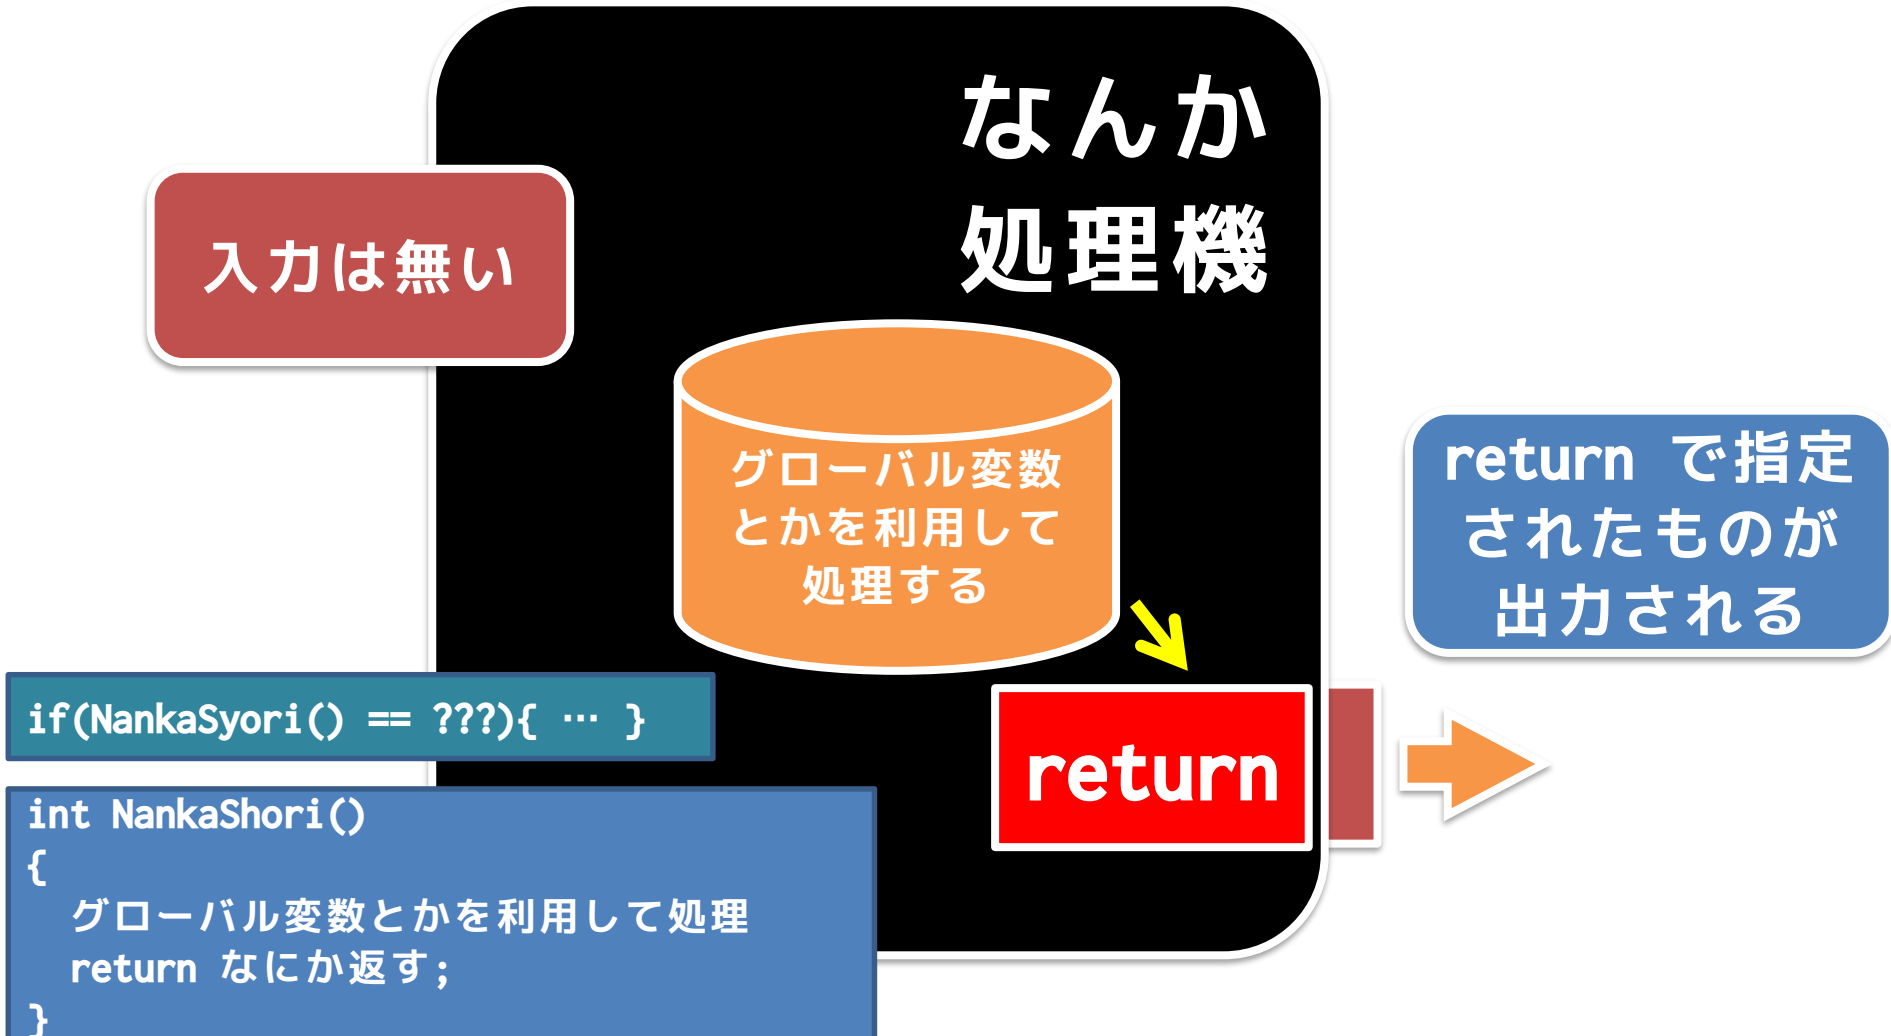 なんか
処理機
入力は無い
グローバル変数
とかを利用して
処理する
return で指定
されたものが
出力される
return
if(NankaSyori() == ???){ … }
int NankaShori()
{
グローバル変数とかを利用して処理
return なにか返す;
}